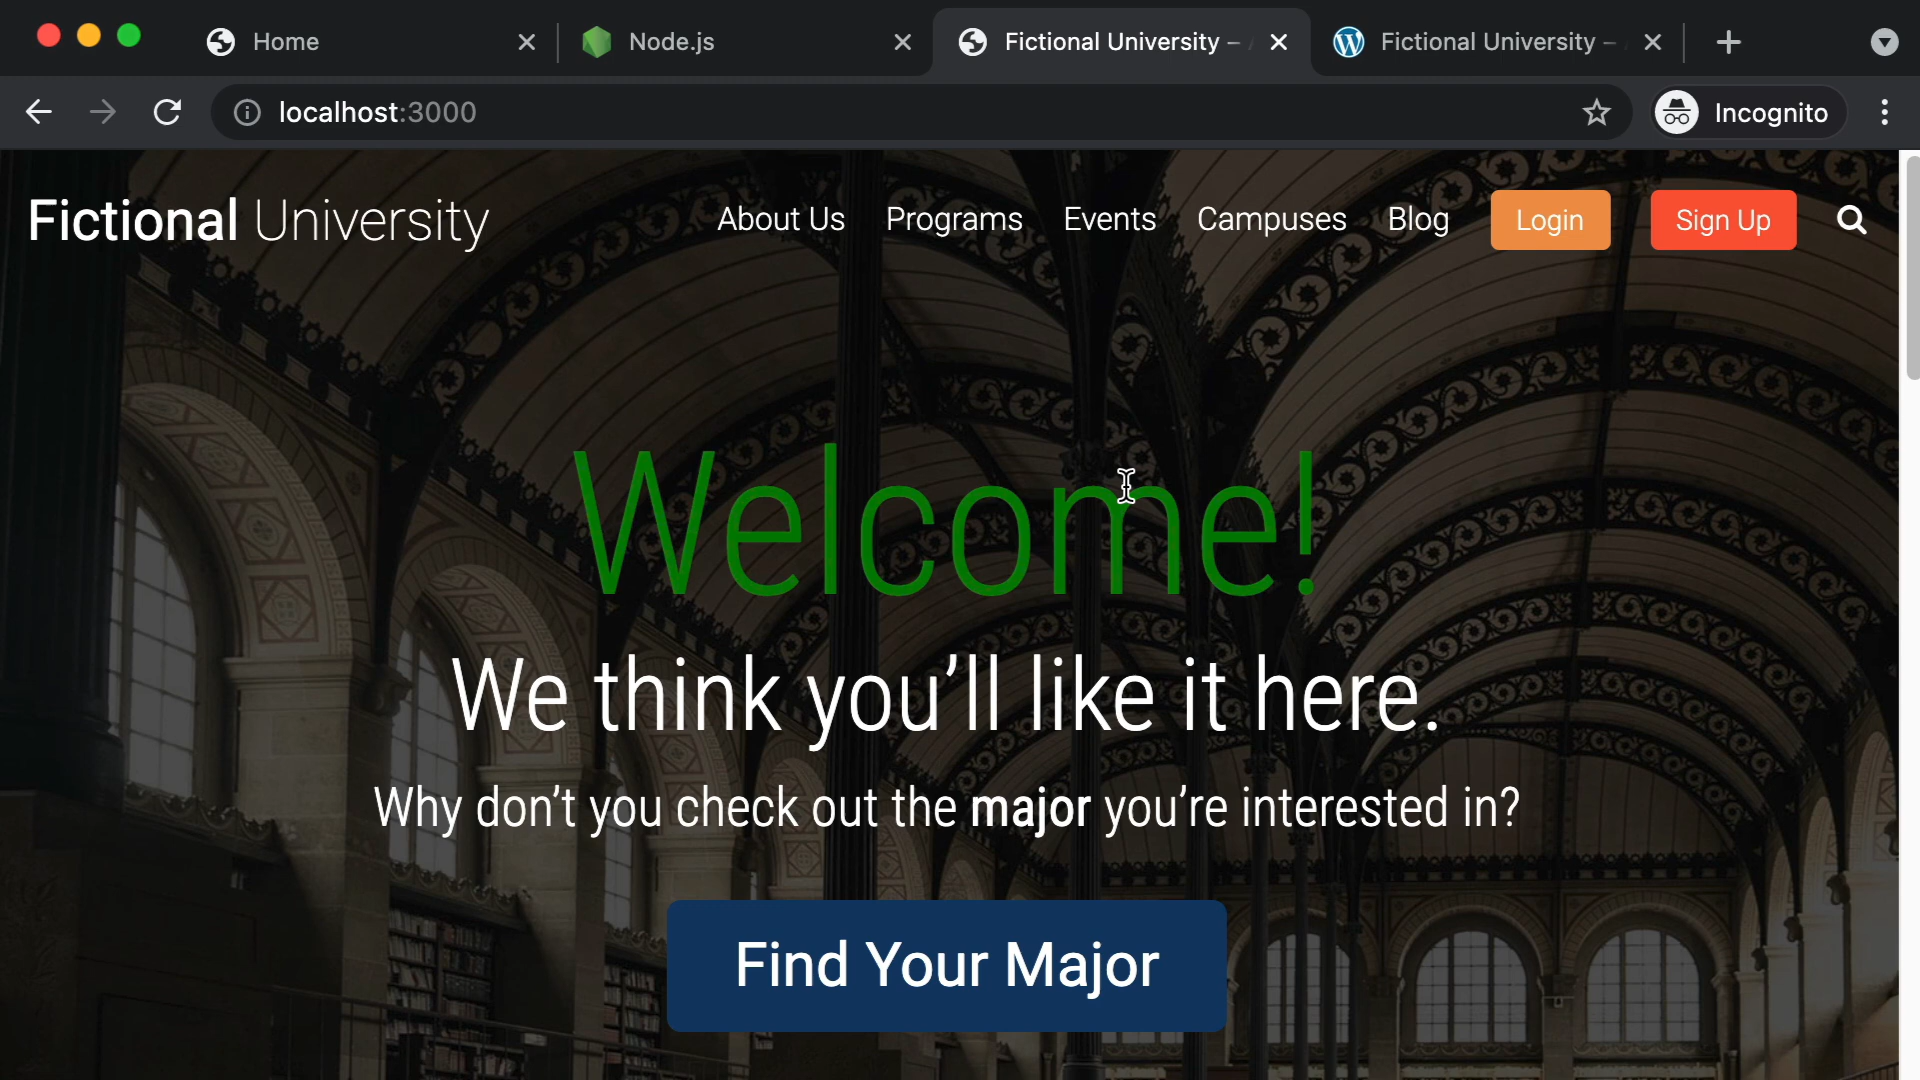 Home
Node.js
Fictional University –
Fictional University –
localhost:3000
Incognito
Fictional University
About Us
Programs
Events
Campuses
Blog
Login
Sign Up
Welcome!
We think you’ll like it here.
Why don’t you check out the major you’re interested in?
Find Your Major